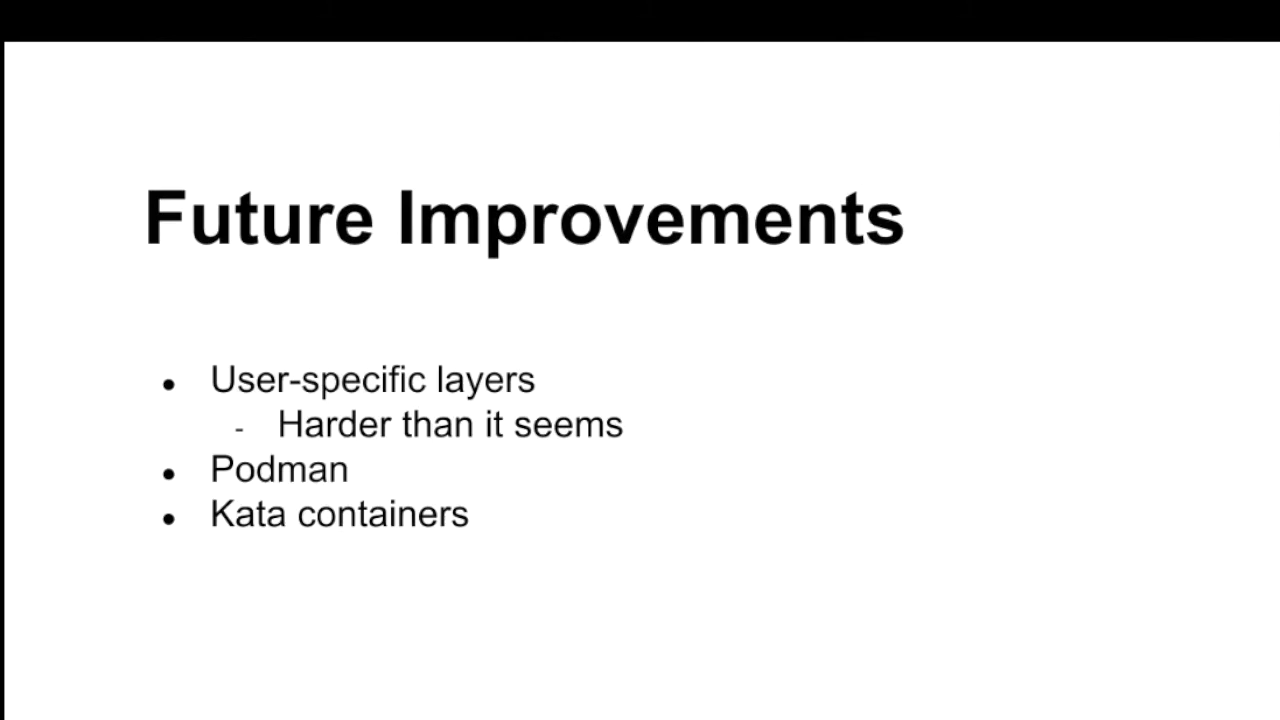 Future Improvements
● User-specific layers
- Harder than it seems
● Podman
● Kata containers